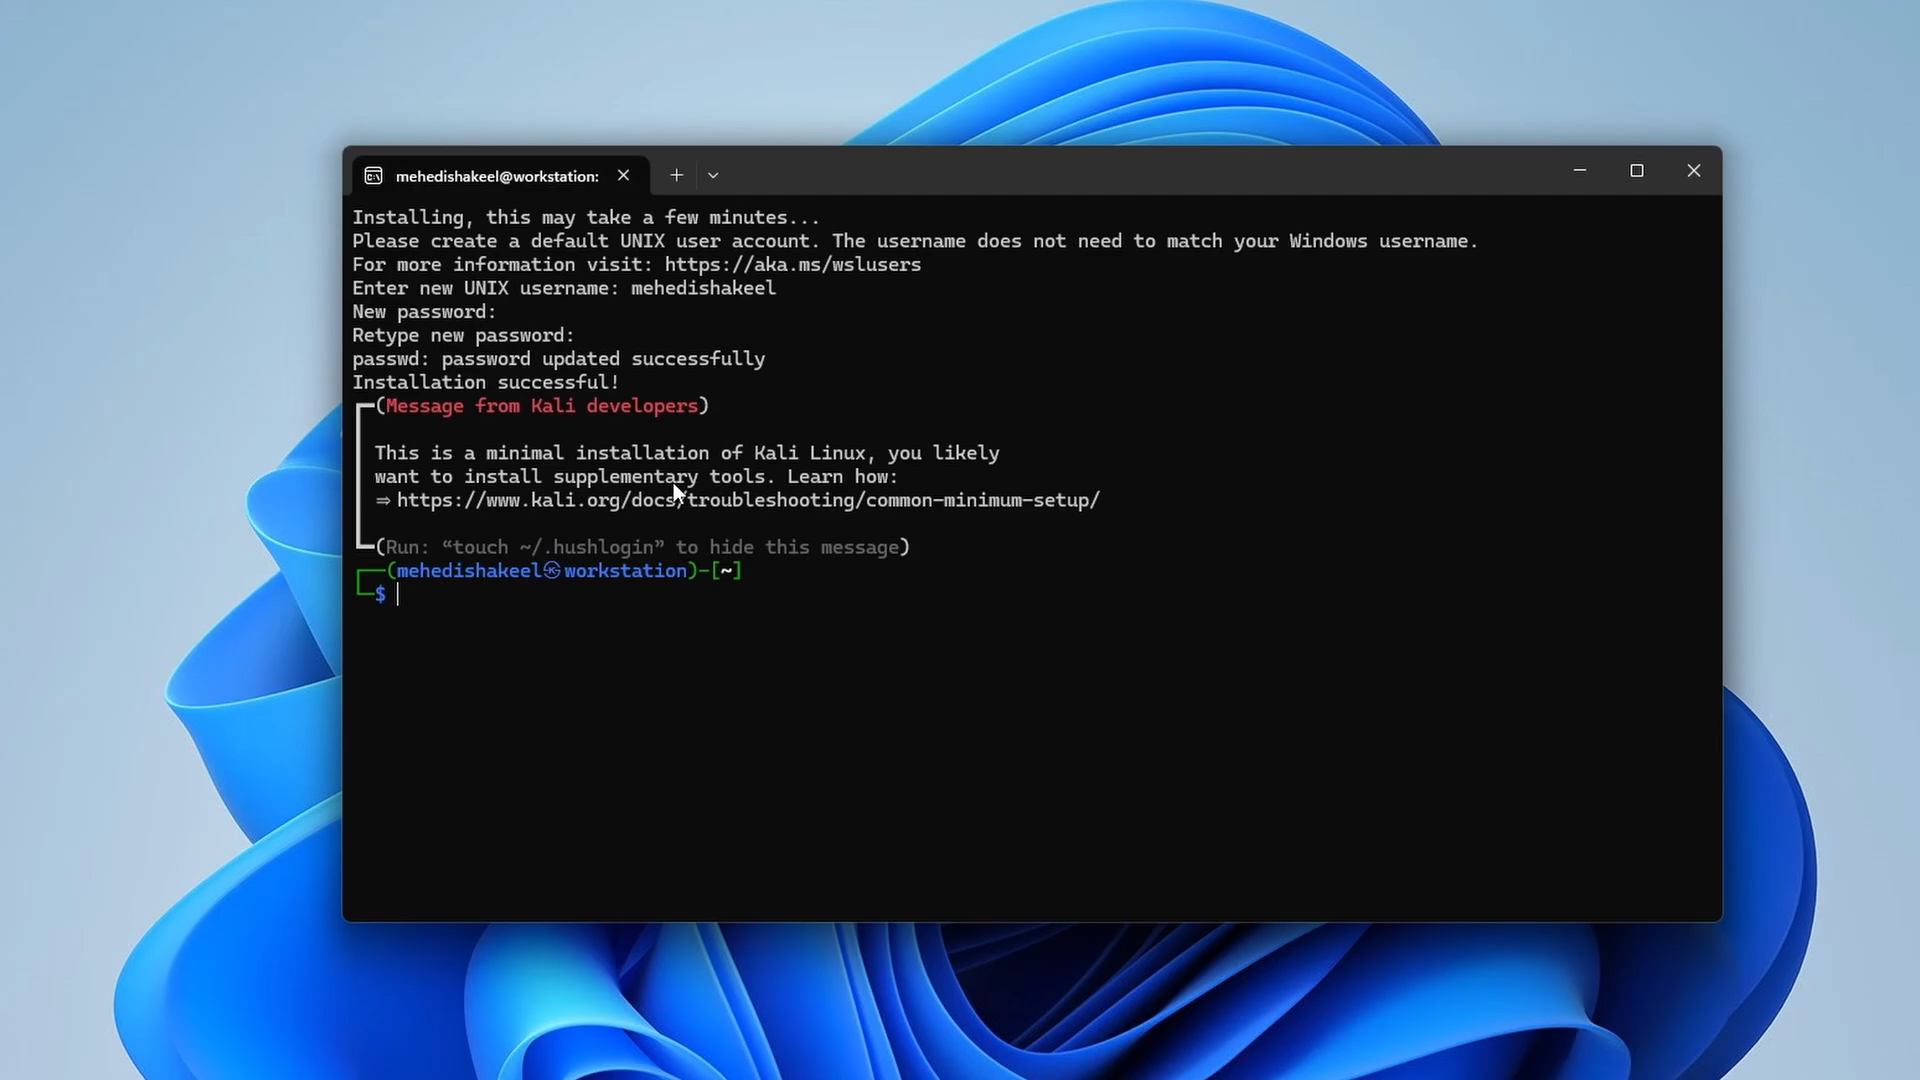 mehedishakeel@workstation:
Installing, this may take a few minutes...
Please create a default UNIX user account. The username does not need to match your Windows username.
For more information visit: https://aka.ms/wslusers
Enter new UNIX username: mehedishakeel
New password:
Retype new password:
passwd: password updated successfully
Installation successful!
┏━(Message from Kali developers)
┃ This is a minimal installation of Kali Linux, you likely
┃ want to install supplementary tools. Learn how:
┃ ⇒ https://www.kali.org/docs/troubleshooting/common-minimum-setup/
┗━(Run: “touch ~/.hushlogin” to hide this message)
┌──(mehedishakeel㉿workstation)-[~]
└─$